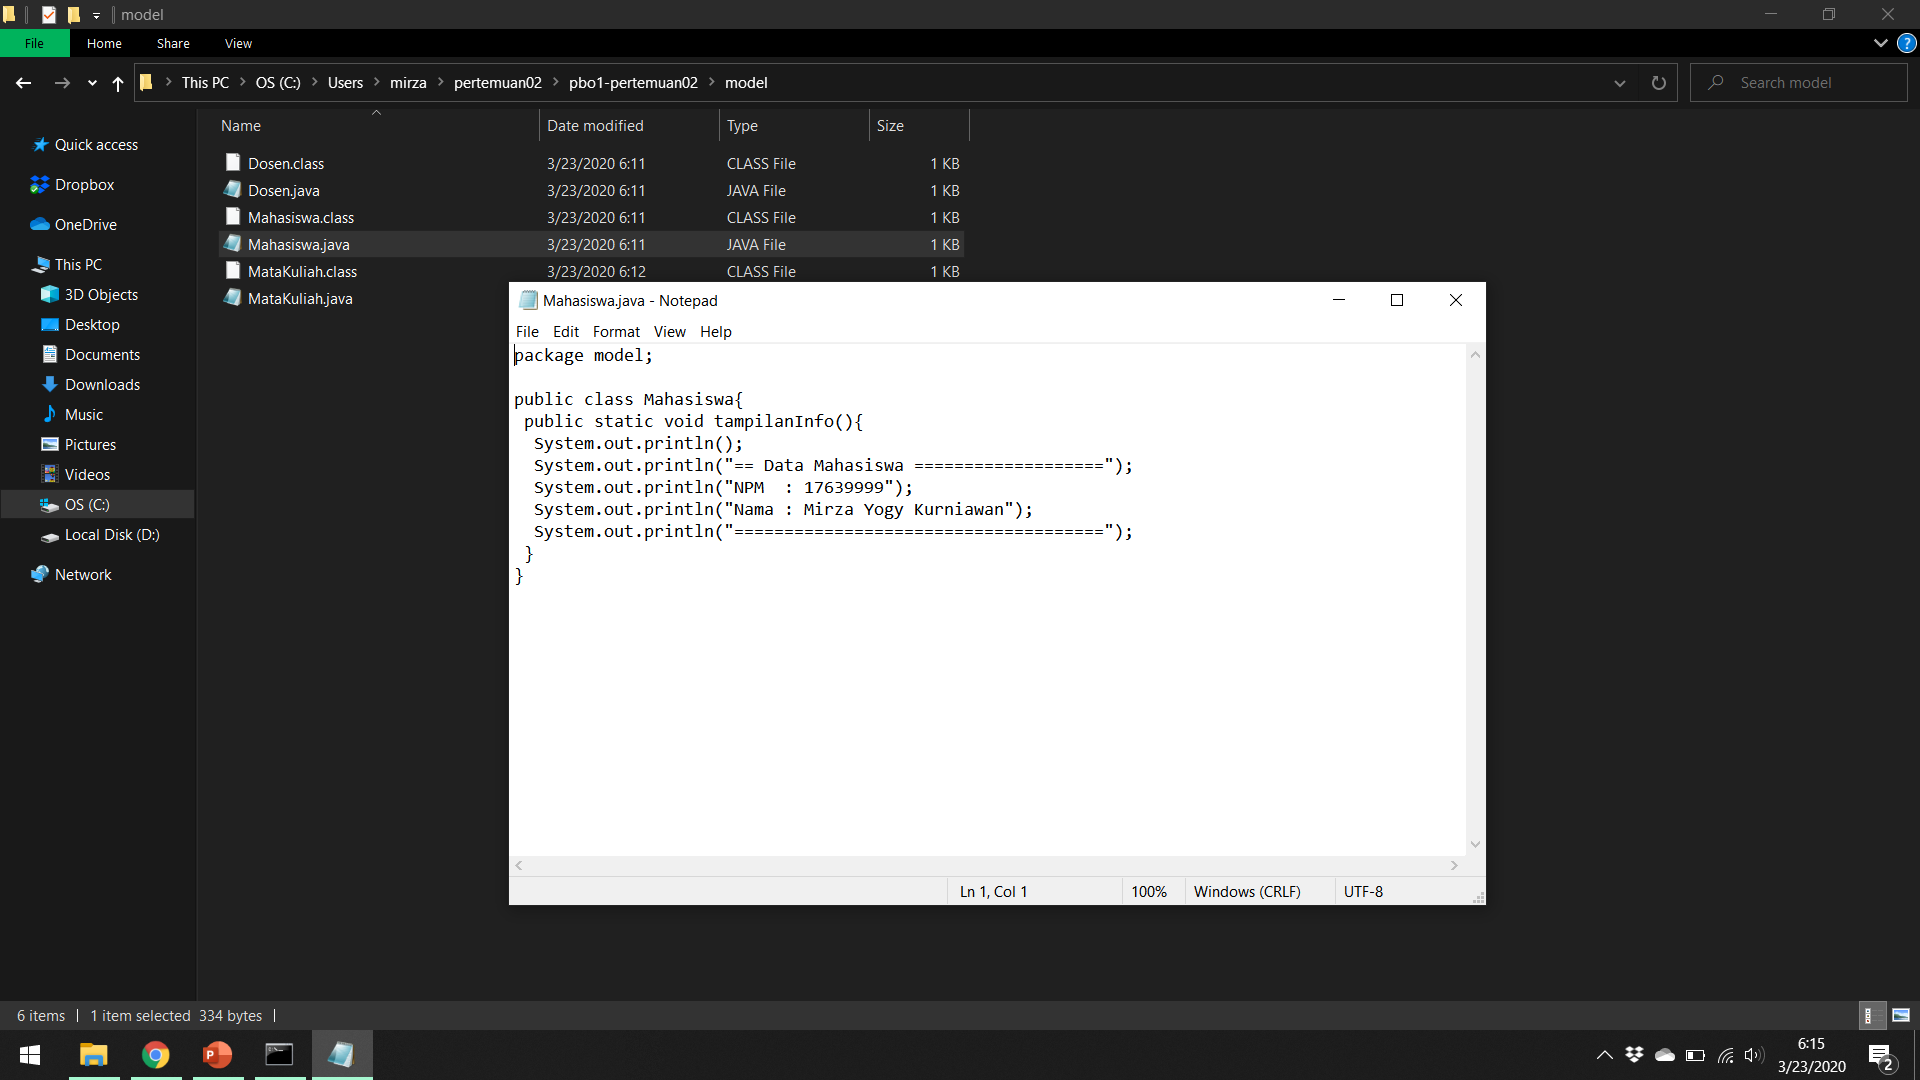 model
File Home Share View
This PC OS (C:) Users mirza pertemuan02 pbo1-pertemuan02 model
Search model
Name Date modified Type Size
Quick access
Dropbox
OneDrive
This PC
3D Objects
Desktop
Documents
Downloads
Music
Pictures
Videos
OS (C:)
Local Disk (D:)
Network
Dosen.class 3/23/2020 6:11 CLASS File 1 KB
Dosen.java 3/23/2020 6:11 JAVA File 1 KB
Mahasiswa.class 3/23/2020 6:11 CLASS File 1 KB
Mahasiswa.java 3/23/2020 6:11 JAVA File 1 KB
MataKuliah.class 3/23/2020 6:12 CLASS File 1 KB
MataKuliah.java
Mahasiswa.java - Notepad
File Edit Format View Help
package model;
public class Mahasiswa{
 public static void tampilanInfo(){
  System.out.println();
  System.out.println("== Data Mahasiswa ===================");
  System.out.println("NPM  : 17639999");
  System.out.println("Nama : Mirza Yogy Kurniawan");
  System.out.println("=====================================");
 }
}
Ln 1, Col 1 100% Windows (CRLF) UTF-8
6 items 1 item selected 334 bytes
6:15
3/23/2020
2